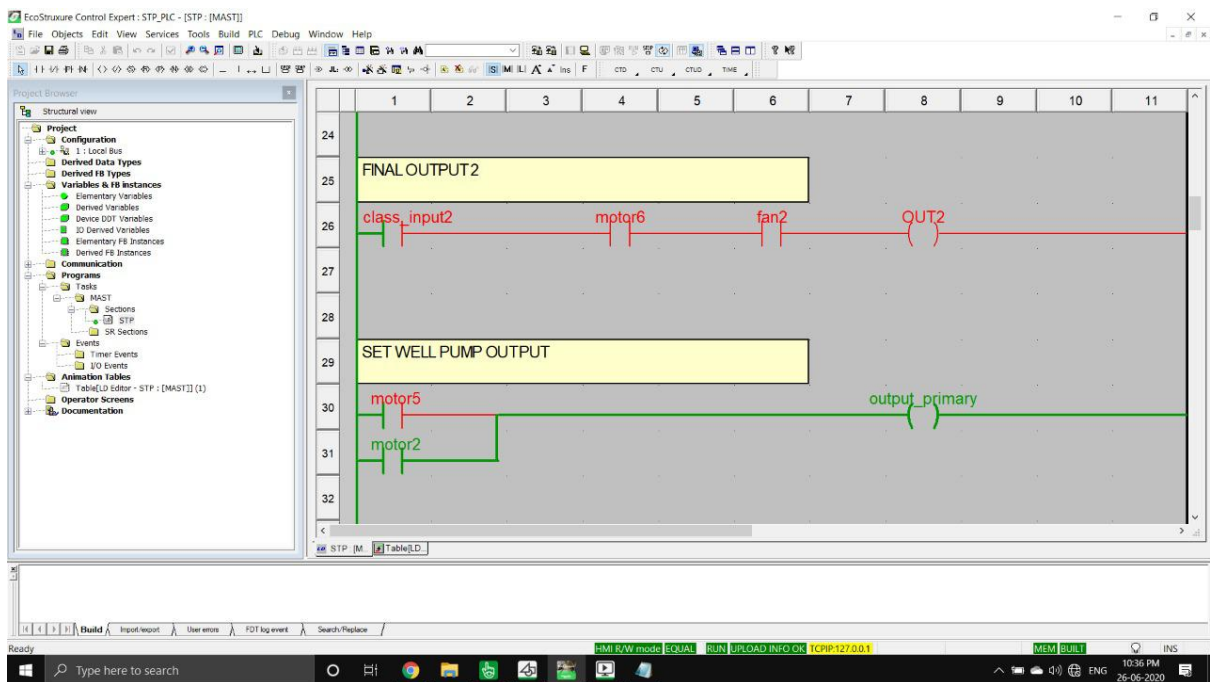 EcoStruxure Control Expert : STP_PLC - [STP : [MAST]]
File Objects Edit View Services Tools Build PLC Debug Window Help
CTD CTU CTUD TIME
Ins F
Project Browser
Structural view
Project
Configuration
1 : Local Bus
Derived Data Types
Derived FB Types
Variables & FB instances
Elementary Variables
Derived Variables
Device DDT Variables
IO Derived Variables
Elementary FB Instances
Derived FB Instances
Communication
Programs
Tasks
MAST
Sections
STP
SR Sections
Events
Timer Events
I/O Events
Animation Tables
Table[LD Editor - STP : [MAST]] (1)
Operator Screens
Documentation
1 2 3 4 5 6 7 8 9 10 11
24
25 FINAL OUTPUT 2
26 class_input2 motor6 fan2 OUT2
27
28
29 SET WELL PUMP OUTPUT
30 motor5 output_primary
31 motor2
32
STP [M... Table[LD...
Build Import/export User errors FDT log event Search/Replace
Ready HMI R/W mode EQUAL RUN UPLOAD INFO OK TCPIP:127.0.0.1 MEM BUILT INS
Type here to search ENG 10:36 PM
26-06-2020